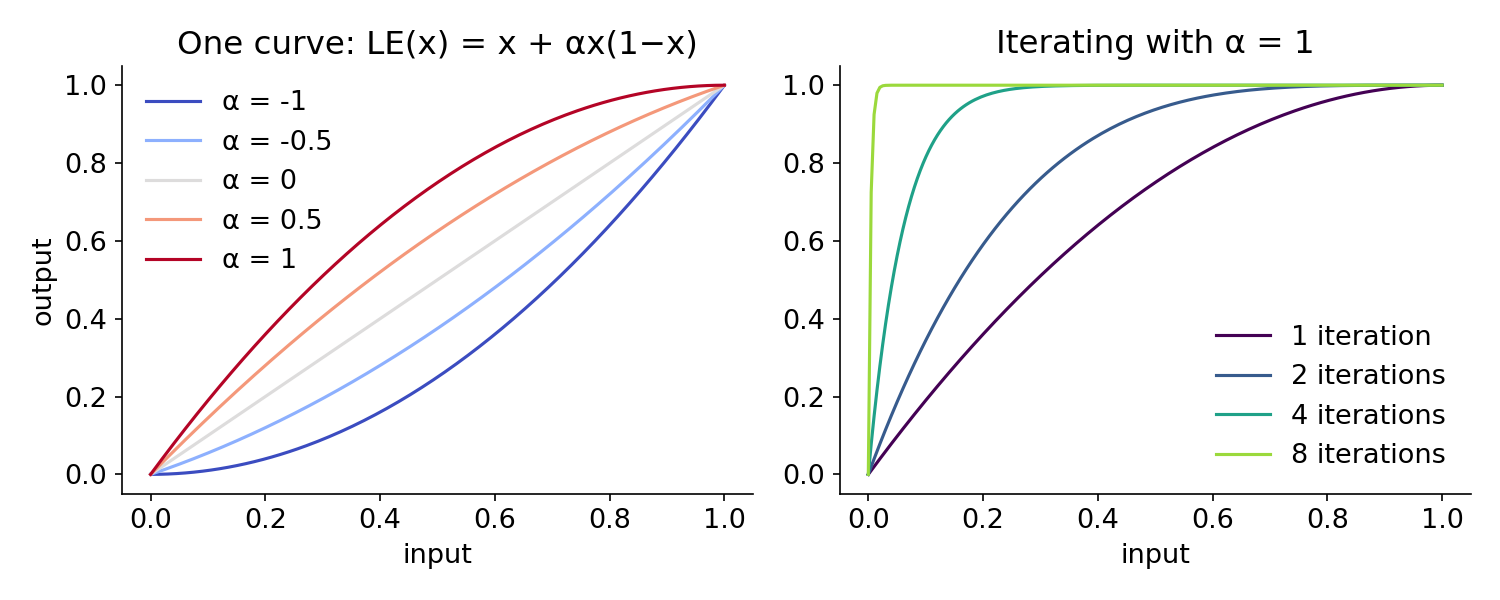 One curve: LE(x) = x + αx(1−x)
α = -1
α = -0.5
α = 0
α = 0.5
α = 1
output
1.0
0.8
0.6
0.4
0.2
0.0
0.0 0.2 0.4 0.6 0.8 1.0
input
Iterating with α = 1
1.0
0.8
0.6
0.4
0.2
0.0
1 iteration
2 iterations
4 iterations
8 iterations
0.0 0.2 0.4 0.6 0.8 1.0
input